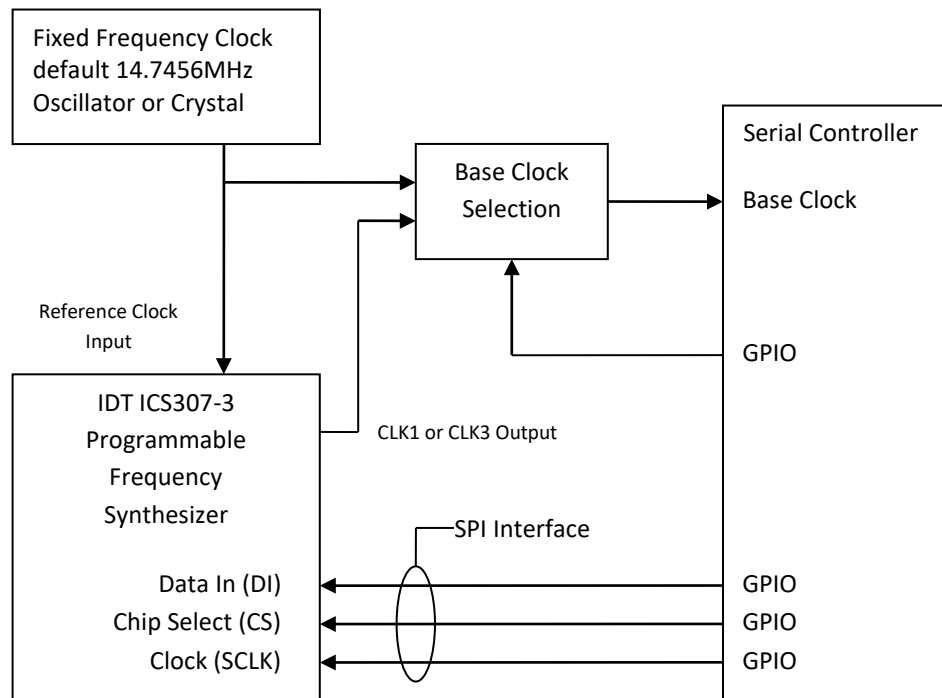 Fixed Frequency Clock
default 14.7456MHz
Oscillator or Crystal
Serial Controller
Base Clock
Selection
Base Clock
Reference Clock
Input
GPIO
IDT ICS307-3
Programmable
Frequency
Synthesizer
CLK1 or CLK3 Output
SPI Interface
Data In (DI)
GPIO
Chip Select (CS)
GPIO
Clock (SCLK)
GPIO